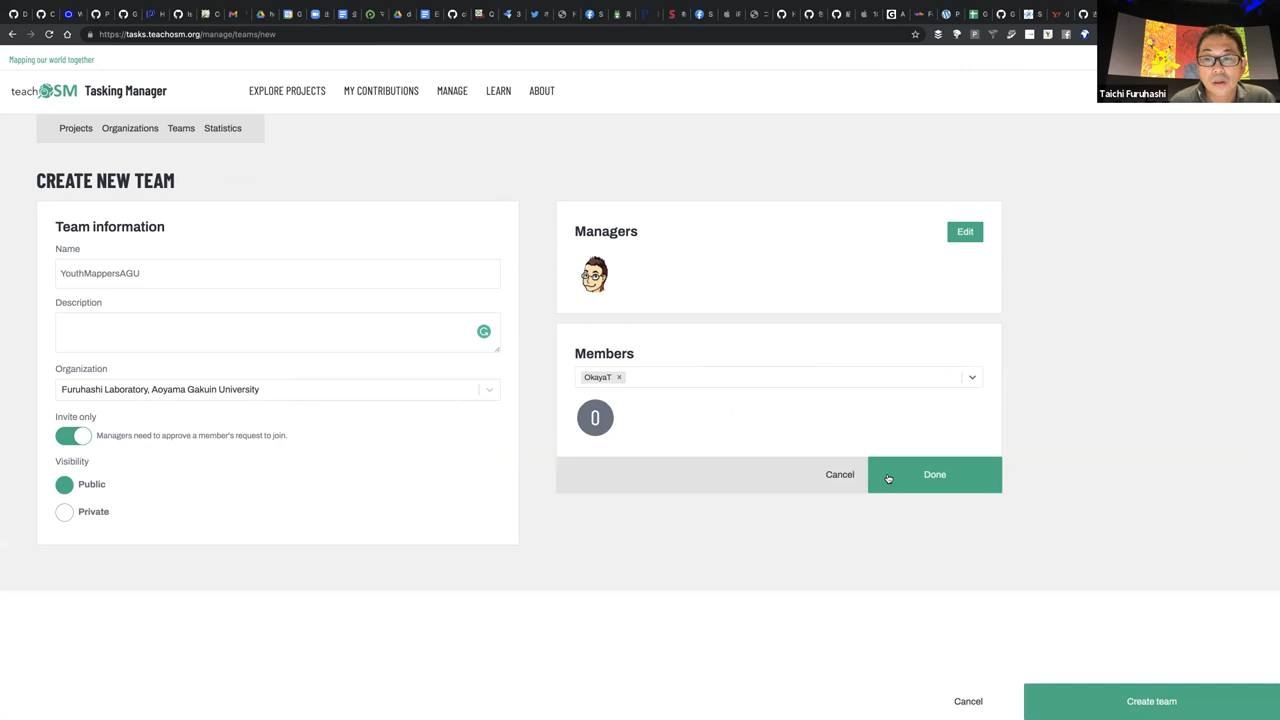 https://tasks.teachosm.org/manage/teams/new
Mapping our world together
teachOSM Tasking Manager
EXPLORE PROJECTS
MY CONTRIBUTIONS
MANAGE
LEARN
ABOUT
Taichi Furuhashi
Projects
Organizations
Teams
Statistics
CREATE NEW TEAM
Team information
Name
YouthMappersAGU
Description
Organization
Furuhashi Laboratory, Aoyama Gakuin University
Invite only
Managers need to approve a member's request to join.
Visibility
Public
Private
Managers
Edit
Members
OkayaT ×
O
Cancel
Done
Cancel
Create team